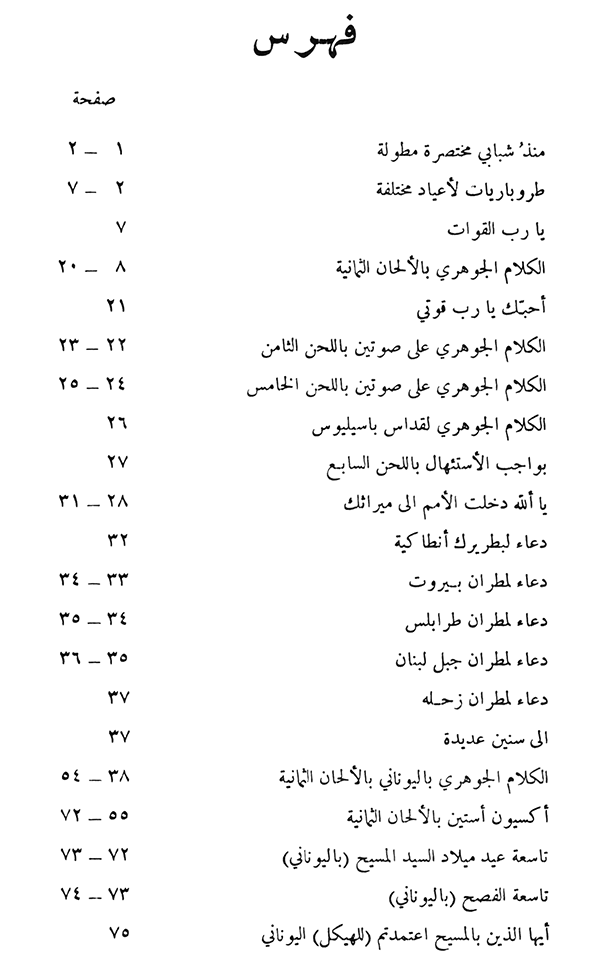 فهرس
صفحة
منذُ شبابي مختصرة مطولة ١ – ٢
طروباريات لأعياد مختلفة ٢ – ٧
يا رب القوات ٧
الكلام الجوهري بالألحان الثمانية ٨ – ٢٠
أحبّك يا رب قوتي ٢١
الكلام الجوهري على صوتين باللحن الثامن ٢٢ – ٢٣
الكلام الجوهري على صوتين باللحن الخامس ٢٤ – ٢٥
الكلام الجوهري لقداس باسيليوس ٢٦
بواجب الأستئهال باللحن السابع ٢٧
يا ألله دخلت الأمم الى ميراثك ٢٨ – ٣١
دعاء لبطريرك أنطاكية ٣٢
دعاء لمطران بيروت ٣٣ – ٣٤
دعاء لمطران طرابلس ٣٤ – ٣٥
دعاء لمطران جبل لبنان ٣٥ – ٣٦
دعاء لمطران زحله ٣٧
الى سنين عديدة ٣٧
الكلام الجوهري باليوناني بالألحان الثمانية ٣٨ – ٥٤
أكسيون أستين بالألحان الثمانية ٥٥ – ٧٢
تاسعة عيد ميلاد السيد المسيح (باليوناني) ٧٢ – ٧٣
تاسعة الفصح (باليوناني) ٧٣ – ٧٤
أيها الذين بالمسيح اعتمدتم (للهيكل) اليوناني ٧٥